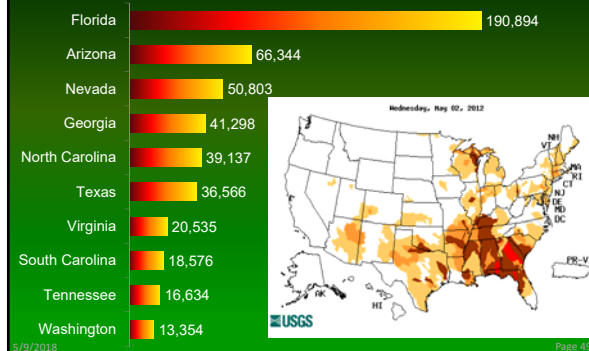 Florida 190,894
Arizona 66,344
Nevada 50,803
Georgia 41,298
North Carolina 39,137
Texas 36,566
Virginia 20,535
South Carolina 18,576
Tennessee 16,634
Washington 13,354
Wednesday, May 02, 2012
NH
VT
MA
RI
CT
NJ
DE
MD
DC
PR-V
AK
HI
USGS
5/9/2018 Page 49